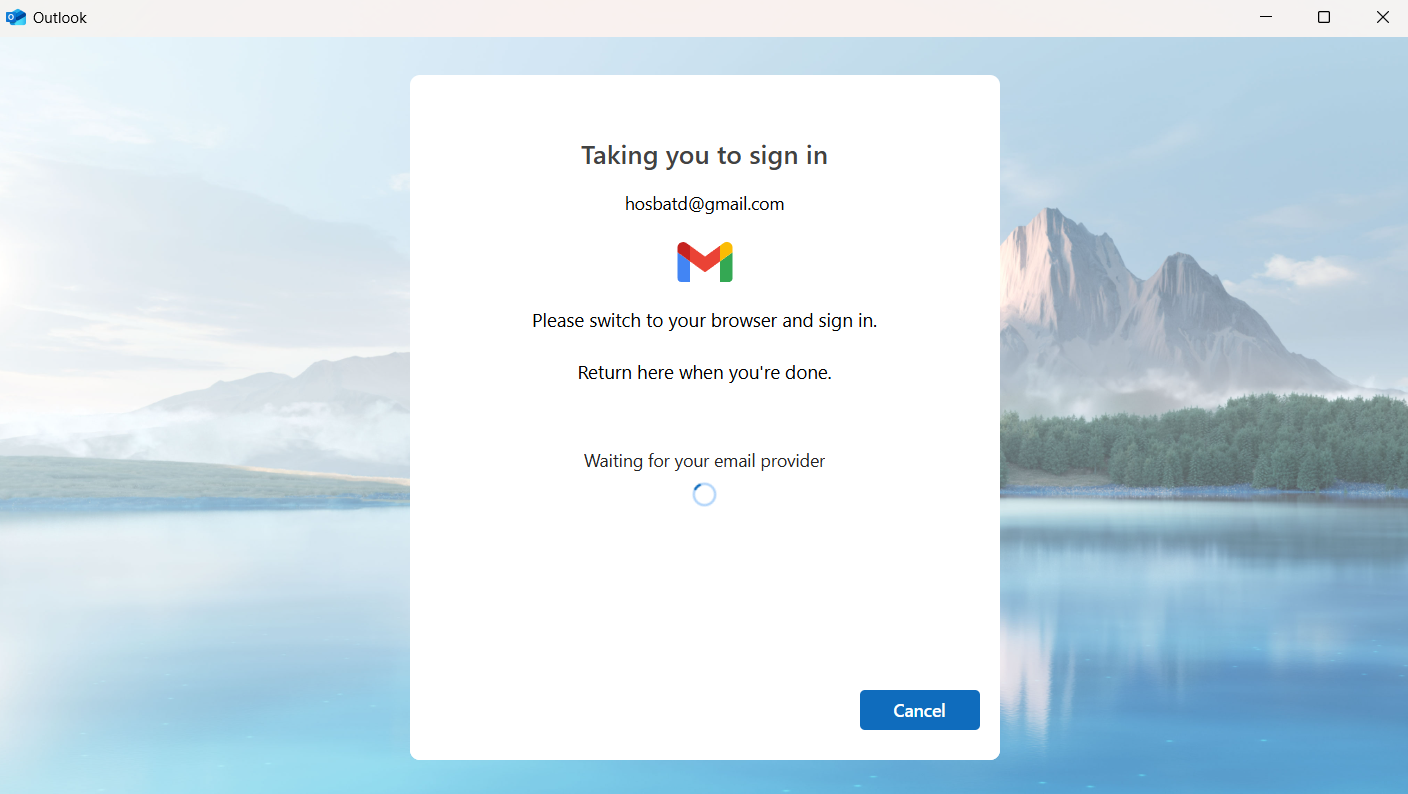 Outlook
Taking you to sign in
hosbatd@gmail.com
Please switch to your browser and sign in.
Return here when you're done.
Waiting for your email provider
Cancel